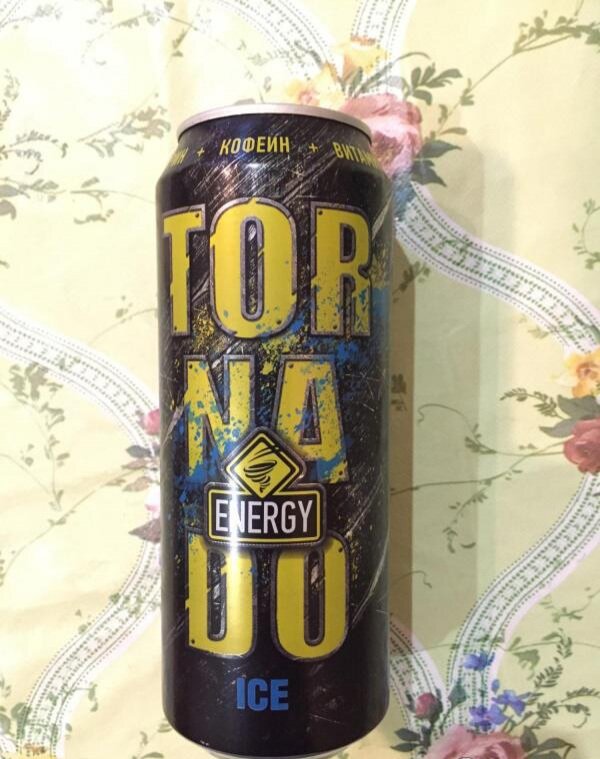 + КОФЕИН +
TOR
NA
ENERGY
DO
ICE